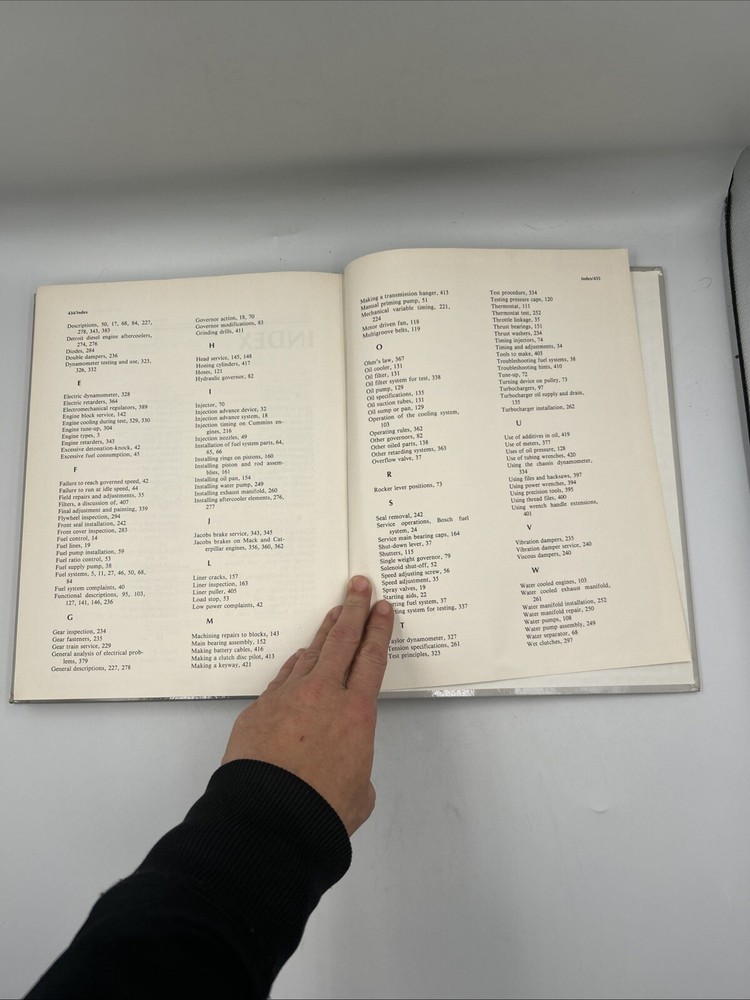 434/Index
Descriptions, 50, 17, 68, 84, 227,
278, 343, 383
Detroit diesel engine aftercoolers,
274, 276
Diodes, 284
Double dampers, 236
Dynamometer testing and use, 323,
326, 332
E
Electric dynamometer, 328
Electric retarders, 364
Electromechanical regulators, 389
Engine block service, 142
Engine cooling during test, 329, 330
Engine tune-up, 304
Engine types, 3
Engine retarders, 343
Excessive detonation-knock, 42
Excessive fuel consumption, 45
F
Failure to reach governed speed, 42
Failure to run at idle speed, 44
Field repairs and adjustments, 35
Filters, a discussion of, 407
Final adjustment and painting, 339
Flywheel inspection, 294
Front seal installation, 242
Front cover inspection, 283
Fuel control, 14
Fuel lines, 19
Fuel pump installation, 59
Fuel ratio control, 53
Fuel supply pump, 38
Fuel systems, 5, 11, 27, 46, 50, 68,
84
Fuel system complaints, 40
Functional descriptions, 95, 103,
127, 141, 146, 236
G
Gear inspection, 234
Gear fasteners, 235
Gear train service, 229
General analysis of electrical prob-
lems, 379
General descriptions, 227, 278
Governor action, 18, 70
Governor modifications, 83
Grinding drills, 411
H
Head service, 145, 148
Honing cylinders, 417
Hoses, 121
Hydraulic governor, 82
I
Injector, 70
Injection advance device, 32
Injection advance system, 18
Injection timing on Cummins en-
gines, 216
Injection nozzles, 49
Installation of fuel system parts, 64,
65, 66
Installing rings on pistons, 160
Installing piston and rod assem-
blies, 161
Installing oil pan, 154
Installing water pump, 249
Installing exhaust manifold, 260
Installing aftercooler elements, 276,
277
J
Jacobs brake service, 343, 345
Jacobs brakes on Mack and Cat-
erpillar engines, 356, 360, 362
L
Liner cracks, 157
Liner inspection, 163
Liner puller, 405
Load stop, 53
Low power complaints, 42
M
Machining repairs to blocks, 143
Main bearing assembly, 152
Making battery cables, 416
Making a clutch disc pilot, 413
Making a keyway, 421
Index/435
Making a transmission hanger, 413
Manual priming pump, 51
Mechanical variable timing, 221,
224
Motor driven fan, 118
Multigroove belts, 119
O
Ohm's law, 367
Oil cooler, 131
Oil filter, 131
Oil filter system for test, 338
Oil pump, 129
Oil specifications, 135
Oil suction tubes, 131
Oil sump or pan, 129
Operation of the cooling system,
103
Operating rules, 362
Other governors, 82
Other oiled parts, 138
Other retarding systems, 363
Overflow valve, 37
R
Rocker lever positions, 73
S
Seal removal, 242
Service operations, Bosch fuel
system, 24
Service main bearing caps, 164
Shut-down lever, 37
Shutters, 115
Single weight governor, 79
Solenoid shut-off, 52
Speed adjusting screw, 56
Speed adjustment, 35
Spray valves, 19
Starting aids, 22
fuel system, 37
system for testing, 337
T
Taylor dynamometer, 327
Tension specifications, 261
Test principles, 323
Test procedure, 334
Testing pressure caps, 120
Thermostat, 111
Thermostat test, 252
Throttle linkage, 35
Thrust bearings, 151
Thrust washers, 234
Timing injectors, 74
Timing and adjustments, 34
Tools to make, 403
Troubleshooting fuel systems, 38
Troubleshooting hints, 410
Tune-up, 72
Turning device on pulley, 73
Turbochargers, 97
Turbocharger oil supply and drain,
135
Turbocharger installation, 262
U
Use of additives in oil, 419
Use of meters, 377
Uses of oil pressure, 128
Use of tubing wrenches, 420
Using the chassis dynamometer,
334
Using files and hacksaws, 397
Using power wrenches, 394
Using precision tools, 395
Using thread files, 400
Using wrench handle extensions,
401
V
Vibration dampers, 235
Vibration damper service, 240
Viscous dampers, 240
W
Water cooled engines, 103
Water cooled exhaust manifold,
261
Water manifold installation, 252
Water manifold repair, 250
Water pumps, 108
Water pump assembly, 249
Water separator, 68
Wet clutches, 297